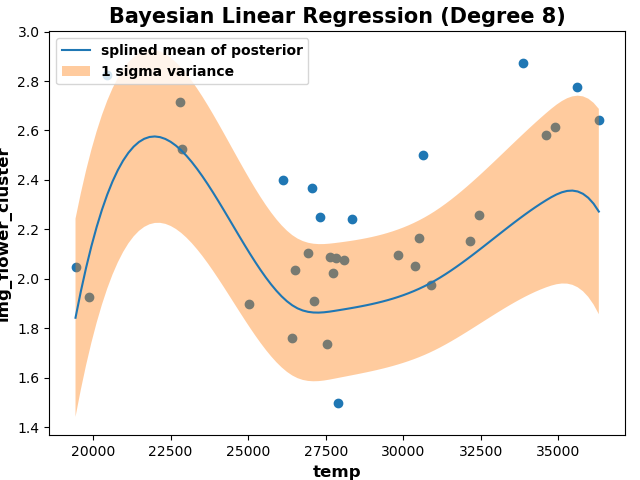 Bayesian Linear Regression (Degree 8)
splined mean of posterior
1 sigma variance
img_flower_cluster
3.0
2.8
2.6
2.4
2.2
2.0
1.8
1.6
1.4
20000 22500 25000 27500 30000 32500 35000
temp